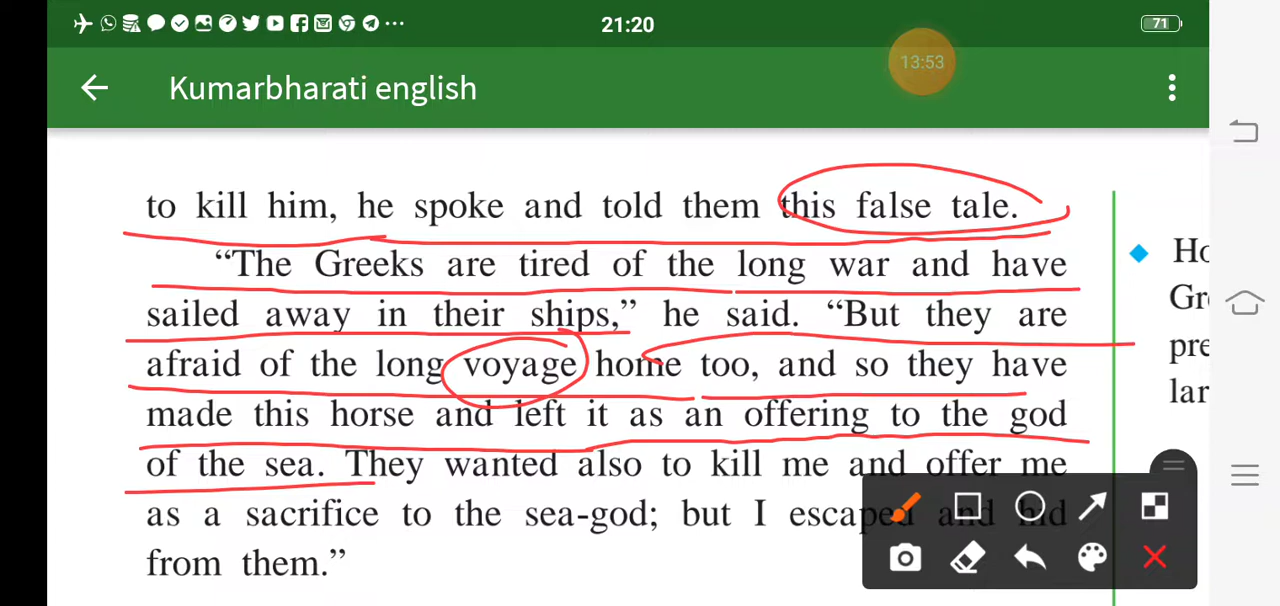 21:20
71
13:53
Kumarbharati english
to kill him, he spoke and told them this false tale.
“The Greeks are tired of the long war and have
sailed away in their ships,” he said. “But they are
afraid of the long voyage home too, and so they have
made this horse and left it as an offering to the god
of the sea. They wanted also to kill me and offer me
as a sacrifice to the sea-god; but I escaped and hid
from them.”
Ho
Gr
pre
lar